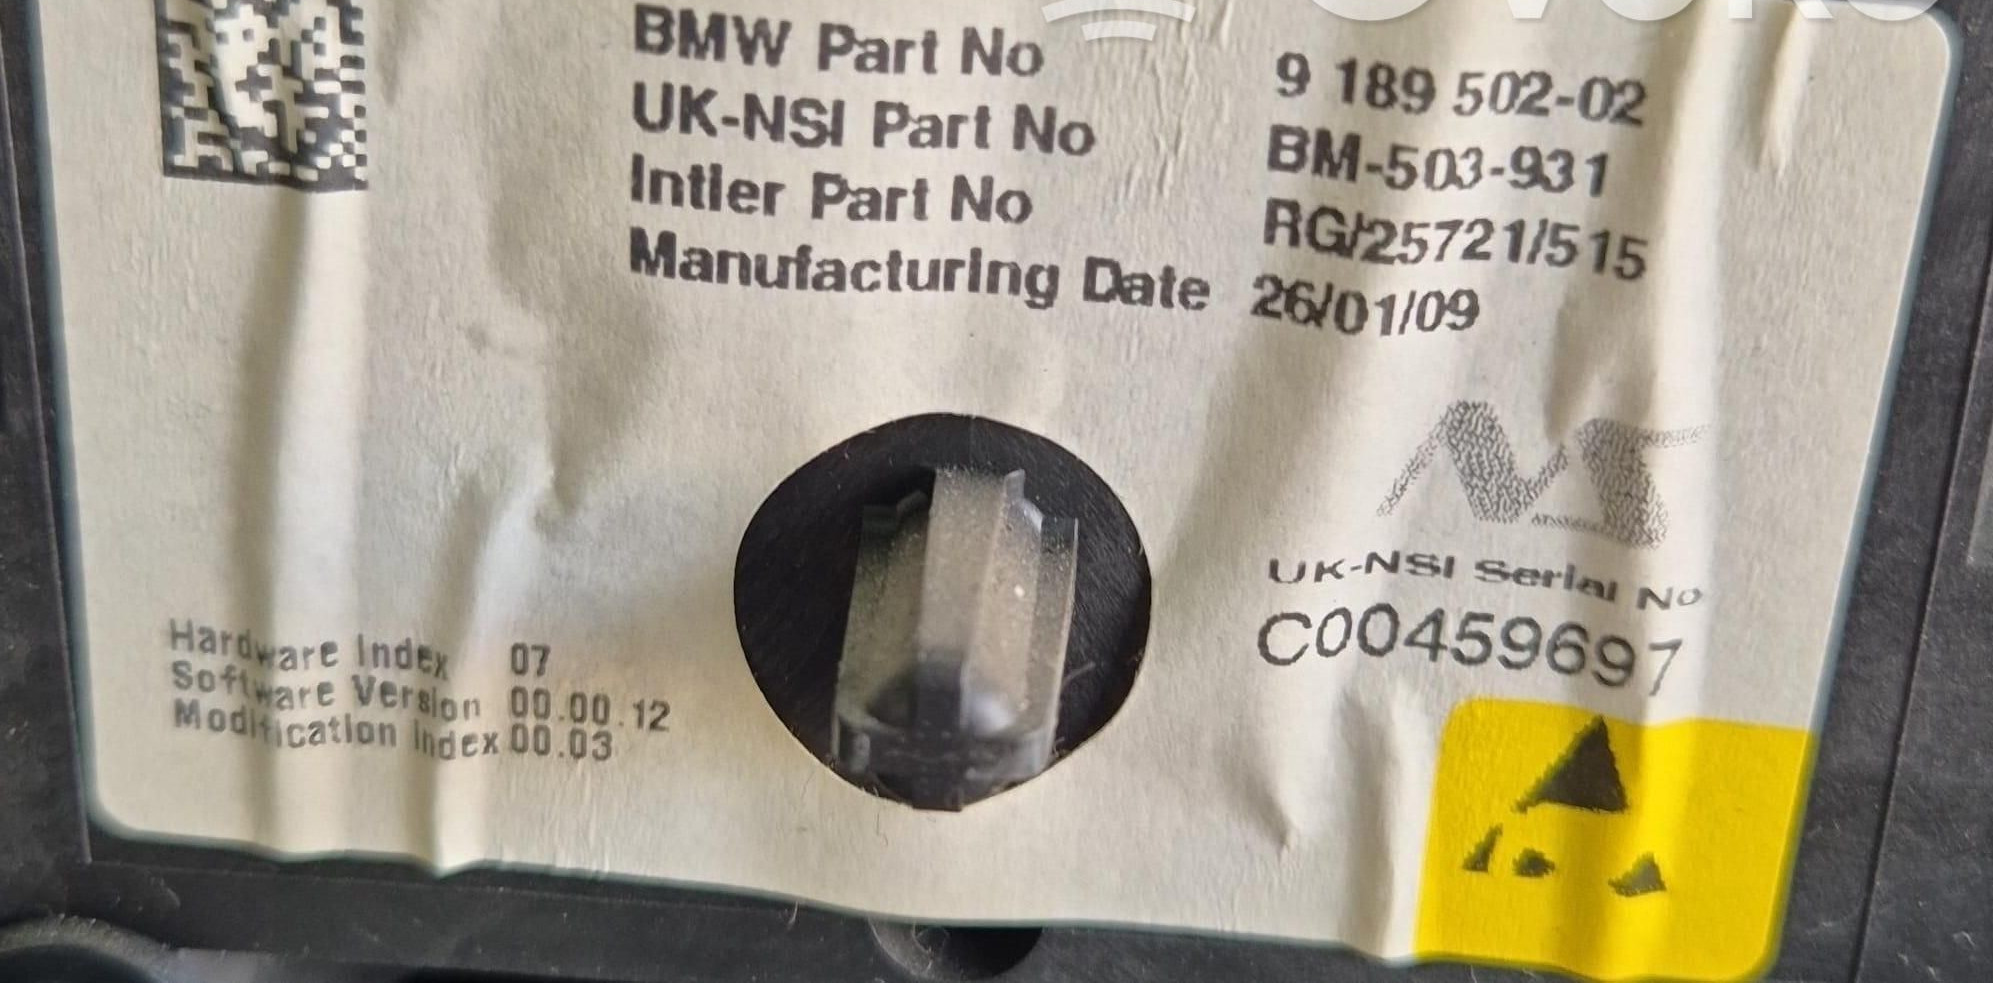 BMW Part No 9 189 502-02
UK-NSI Part No BM-503-931
Intier Part No RG/25721/515
Manufacturing Date 26/01/09
UK-NSI Serial No
C00459697
Hardware Index 07
Software Version 00.00.12
Modification Index 00.03